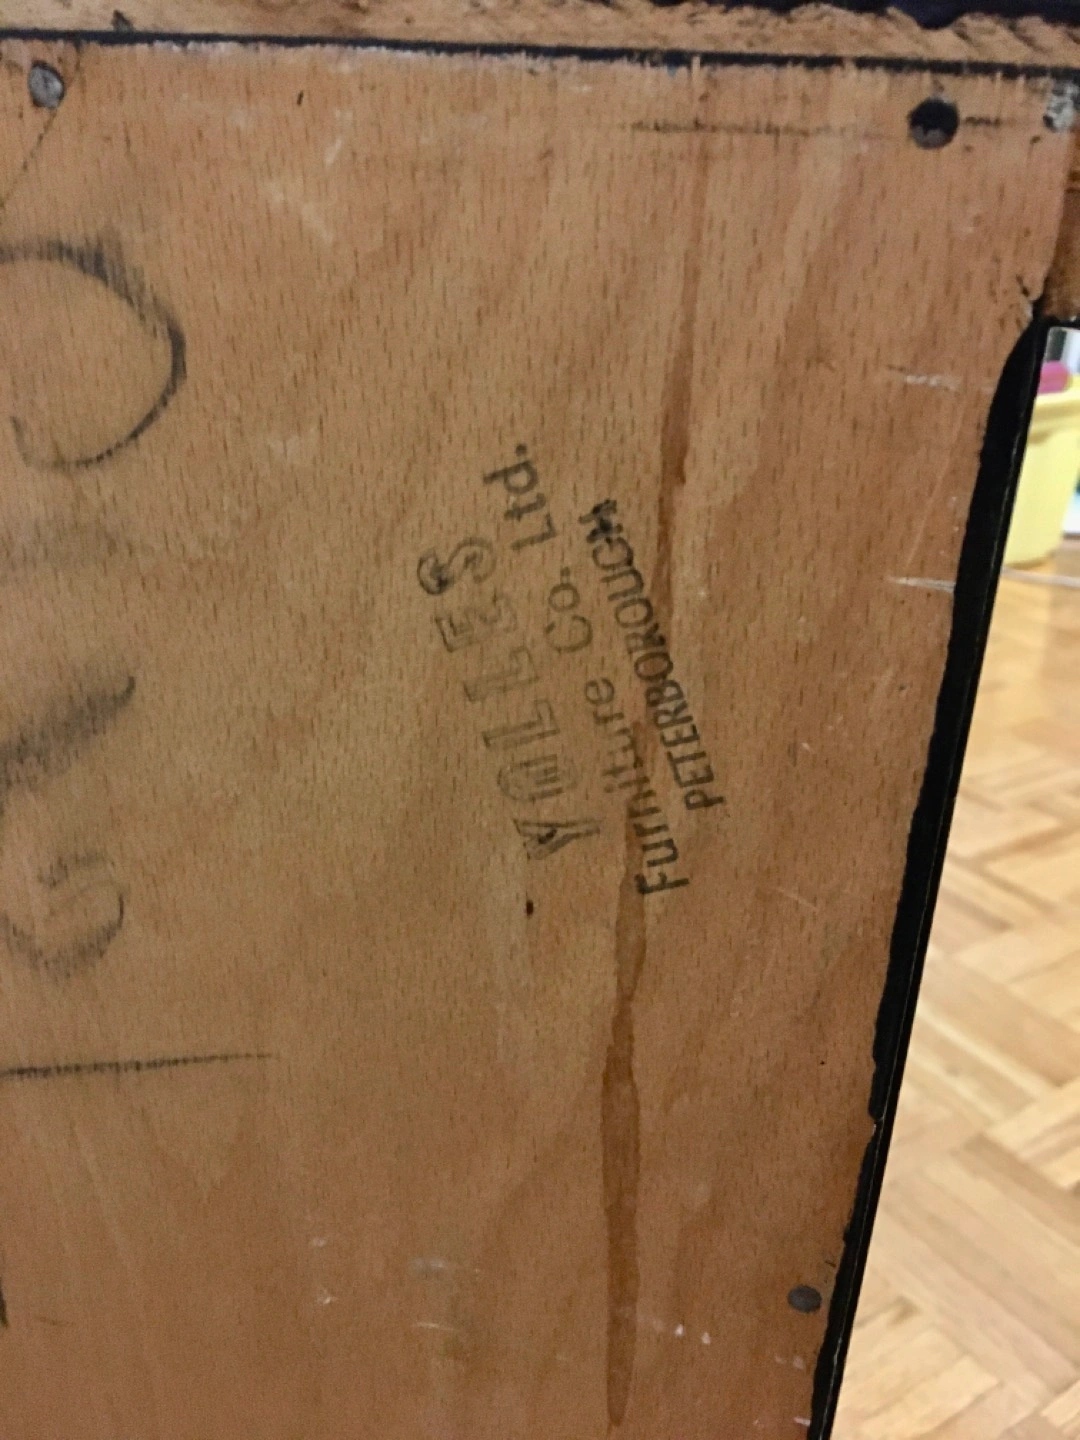 YOLLES
Furniture Co. Ltd.
PETERBOROUGH